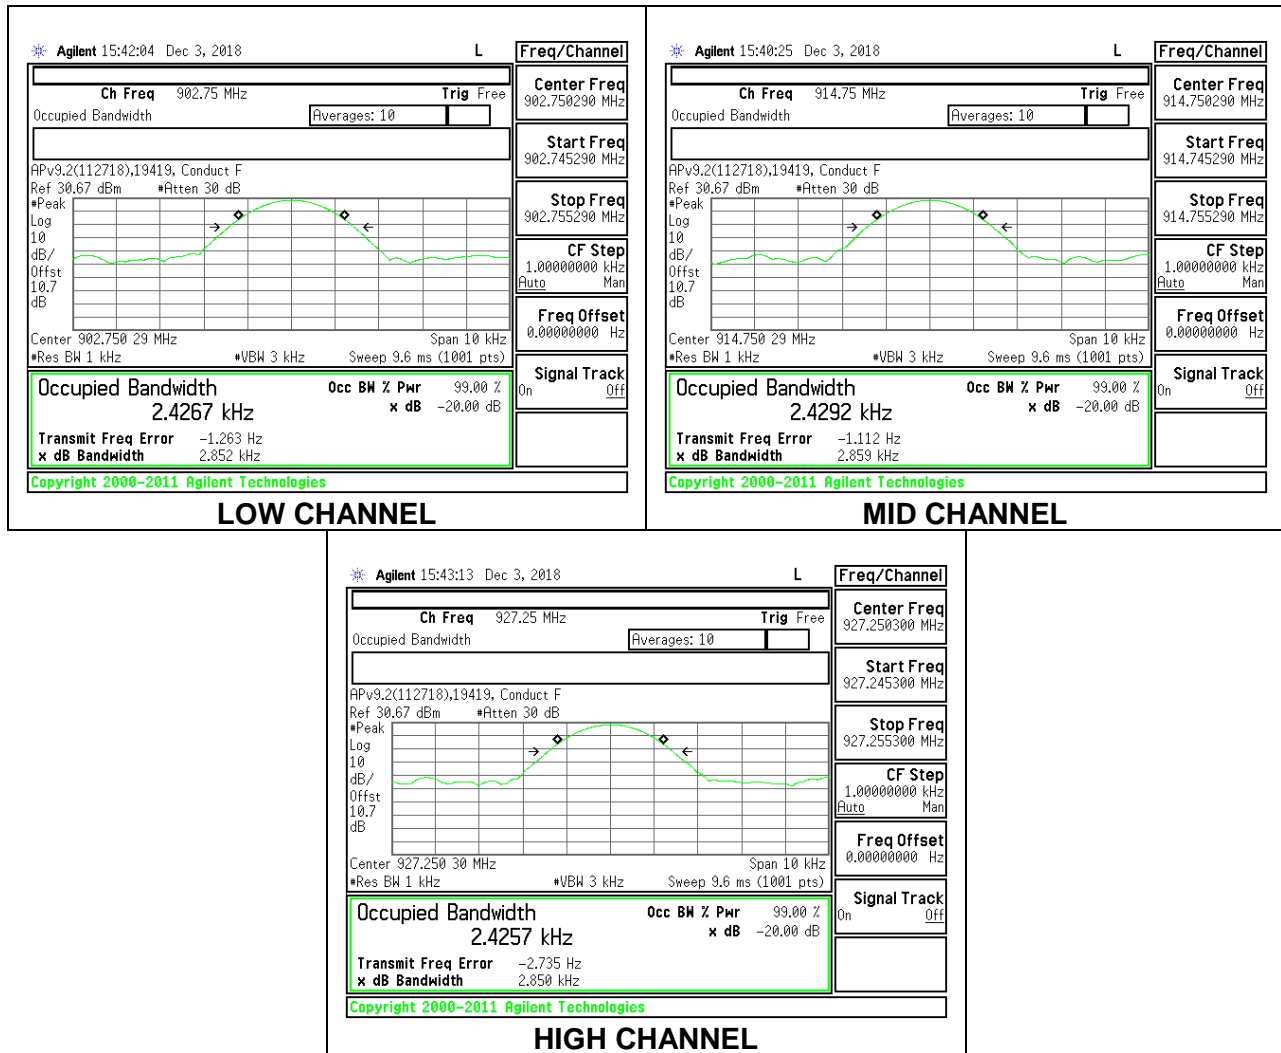 Agilent 15:42:04 Dec 3, 2018 L Freq/Channel
Ch Freq 902.75 MHz Trig Free
Occupied Bandwidth Averages: 10
Center Freq
902.750290 MHz
Start Freq
902.745290 MHz
Stop Freq
902.755290 MHz
CF Step
1.00000000 kHz
Auto Man
Freq Offset
0.00000000 Hz
Signal Track
On Off
APv9.2(112718),19419, Conduct F
Ref 30.67 dBm #Atten 30 dB
#Peak
Log
10
dB/
Offst
10.7
dB
Center 902.750 29 MHz Span 10 kHz
#Res BW 1 kHz #VBW 3 kHz Sweep 9.6 ms (1001 pts)
Occupied Bandwidth Occ BW % Pwr 99.00 %
2.4267 kHz x dB -20.00 dB
Transmit Freq Error -1.263 Hz
x dB Bandwidth 2.852 kHz
Copyright 2000-2011 Agilent Technologies
LOW CHANNEL
Agilent 15:40:25 Dec 3, 2018 L Freq/Channel
Ch Freq 914.75 MHz Trig Free
Occupied Bandwidth Averages: 10
Center Freq
914.750290 MHz
Start Freq
914.745290 MHz
Stop Freq
914.755290 MHz
CF Step
1.00000000 kHz
Auto Man
Freq Offset
0.00000000 Hz
Signal Track
On Off
APv9.2(112718),19419, Conduct F
Ref 30.67 dBm #Atten 30 dB
#Peak
Log
10
dB/
Offst
10.7
dB
Center 914.750 29 MHz Span 10 kHz
#Res BW 1 kHz #VBW 3 kHz Sweep 9.6 ms (1001 pts)
Occupied Bandwidth Occ BW % Pwr 99.00 %
2.4292 kHz x dB -20.00 dB
Transmit Freq Error -1.112 Hz
x dB Bandwidth 2.859 kHz
Copyright 2000-2011 Agilent Technologies
MID CHANNEL
Agilent 15:43:13 Dec 3, 2018 L Freq/Channel
Ch Freq 927.25 MHz Trig Free
Occupied Bandwidth Averages: 10
Center Freq
927.250300 MHz
Start Freq
927.245300 MHz
Stop Freq
927.255300 MHz
CF Step
1.00000000 kHz
Auto Man
Freq Offset
0.00000000 Hz
Signal Track
On Off
APv9.2(112718),19419, Conduct F
Ref 30.67 dBm #Atten 30 dB
#Peak
Log
10
dB/
Offst
10.7
dB
Center 927.250 30 MHz Span 10 kHz
#Res BW 1 kHz #VBW 3 kHz Sweep 9.6 ms (1001 pts)
Occupied Bandwidth Occ BW % Pwr 99.00 %
2.4257 kHz x dB -20.00 dB
Transmit Freq Error -2.735 Hz
x dB Bandwidth 2.850 kHz
Copyright 2000-2011 Agilent Technologies
HIGH CHANNEL